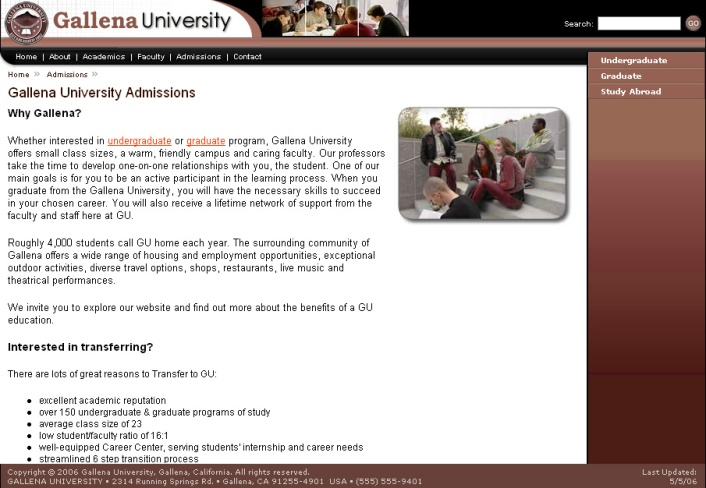 Gallena University
Search:
GO
Home | About | Academics | Faculty | Admissions | Contact
Undergraduate
Graduate
Study Abroad
Home » Admissions »
Gallena University Admissions
Why Gallena?
Whether interested in undergraduate or graduate program, Gallena University
offers small class sizes, a warm, friendly campus and caring faculty. Our professors
take the time to develop one-on-one relationships with you, the student. One of our
main goals is for you to be an active participant in the learning process. When you
graduate from the Gallena University, you will have the necessary skills to succeed
in your chosen career. You will also receive a lifetime network of support from the
faculty and staff here at GU.
Roughly 4,000 students call GU home each year. The surrounding community of
Gallena offers a wide range of housing and employment opportunities, exceptional
outdoor activities, diverse travel options, shops, restaurants, live music and
theatrical performances.
We invite you to explore our website and find out more about the benefits of a GU
education.
Interested in transferring?
There are lots of great reasons to Transfer to GU:
• excellent academic reputation
• over 150 undergraduate & graduate programs of study
• average class size of 23
• low student/faculty ratio of 16:1
• well-equipped Career Center, serving students' internship and career needs
• streamlined 6 step transition process
Copyright © 2006 Gallena University, Gallena, California. All rights reserved.
GALLENA UNIVERSITY • 2314 Running Springs Rd. • Gallena, CA 91255-4901 USA • (555) 555-9401
Last Updated:
5/5/06